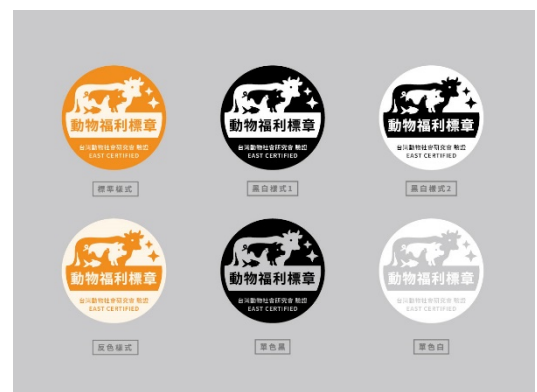 動物福利標章
台灣動物社會研究會 驗證
EAST CERTIFIED
標準樣式
動物福利標章
台灣動物社會研究會 驗證
EAST CERTIFIED
黑白樣式1
動物福利標章
台灣動物社會研究會 驗證
EAST CERTIFIED
黑白樣式2
動物福利標章
台灣動物社會研究會 驗證
EAST CERTIFIED
反色樣式
動物福利標章
台灣動物社會研究會 驗證
EAST CERTIFIED
單色黑
動物福利標章
台灣動物社會研究會 驗證
EAST CERTIFIED
單色白